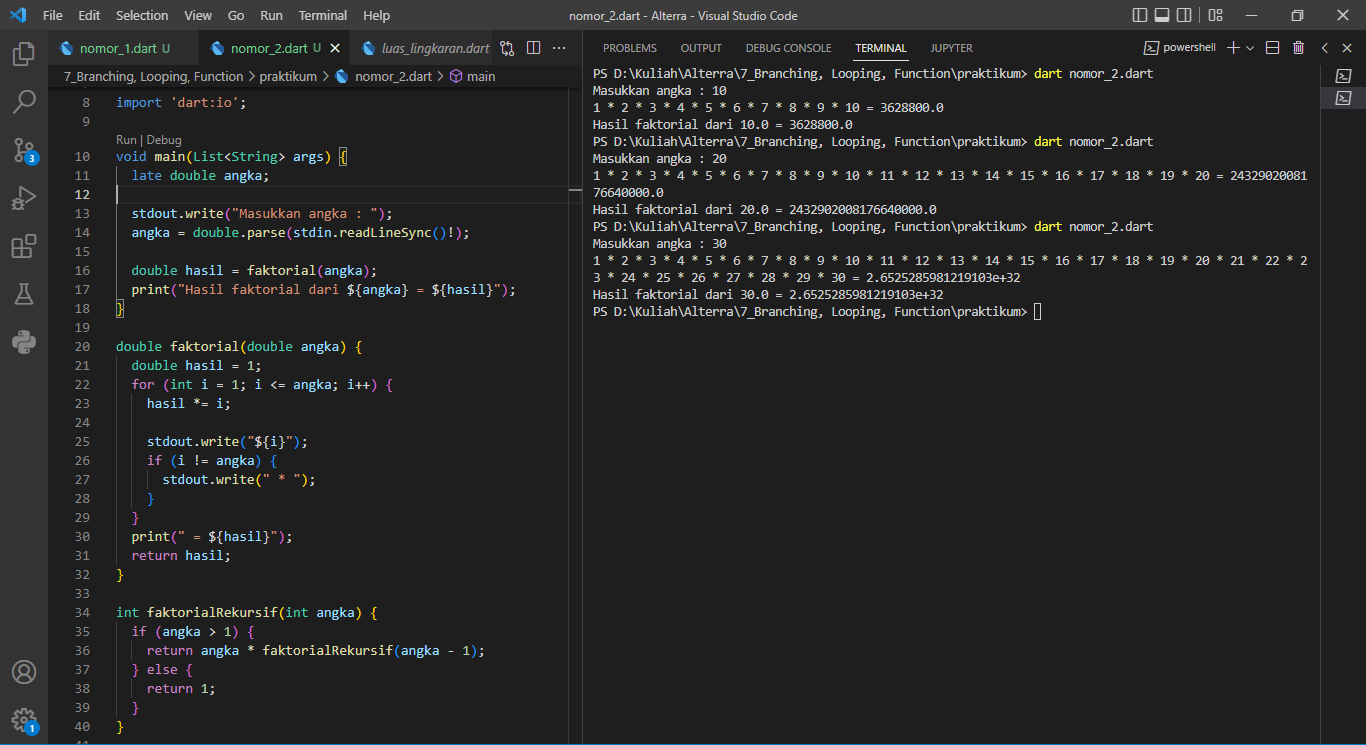 File Edit Selection View Go Run Terminal Help nomor_2.dart - Alterra - Visual Studio Code
nomor_1.dart U nomor_2.dart U luas_lingkaran.dart
7_Branching, Looping, Function > praktikum > nomor_2.dart > main
8 import 'dart:io';
9
Run | Debug
10 void main(List<String> args) {
11   late double angka;
12
13   stdout.write("Masukkan angka : ");
14   angka = double.parse(stdin.readLineSync()!);
15
16   double hasil = faktorial(angka);
17   print("Hasil faktorial dari ${angka} = ${hasil}");
18 }
19
20 double faktorial(double angka) {
21   double hasil = 1;
22   for (int i = 1; i <= angka; i++) {
23     hasil *= i;
24
25     stdout.write("${i}");
26     if (i != angka) {
27       stdout.write(" * ");
28     }
29   }
30   print(" = ${hasil}");
31   return hasil;
32 }
33
34 int faktorialRekursif(int angka) {
35   if (angka > 1) {
36     return angka * faktorialRekursif(angka - 1);
37   } else {
38     return 1;
39   }
40 }
3
1
PROBLEMS OUTPUT DEBUG CONSOLE TERMINAL JUPYTER powershell
PS D:\Kuliah\Alterra\7_Branching, Looping, Function\praktikum> dart nomor_2.dart
Masukkan angka : 10
1 * 2 * 3 * 4 * 5 * 6 * 7 * 8 * 9 * 10 = 3628800.0
Hasil faktorial dari 10.0 = 3628800.0
PS D:\Kuliah\Alterra\7_Branching, Looping, Function\praktikum> dart nomor_2.dart
Masukkan angka : 20
1 * 2 * 3 * 4 * 5 * 6 * 7 * 8 * 9 * 10 * 11 * 12 * 13 * 14 * 15 * 16 * 17 * 18 * 19 * 20 = 24329020081
76640000.0
Hasil faktorial dari 20.0 = 2432902008176640000.0
PS D:\Kuliah\Alterra\7_Branching, Looping, Function\praktikum> dart nomor_2.dart
Masukkan angka : 30
1 * 2 * 3 * 4 * 5 * 6 * 7 * 8 * 9 * 10 * 11 * 12 * 13 * 14 * 15 * 16 * 17 * 18 * 19 * 20 * 21 * 22 * 2
3 * 24 * 25 * 26 * 27 * 28 * 29 * 30 = 2.6525285981219103e+32
Hasil faktorial dari 30.0 = 2.6525285981219103e+32
PS D:\Kuliah\Alterra\7_Branching, Looping, Function\praktikum>